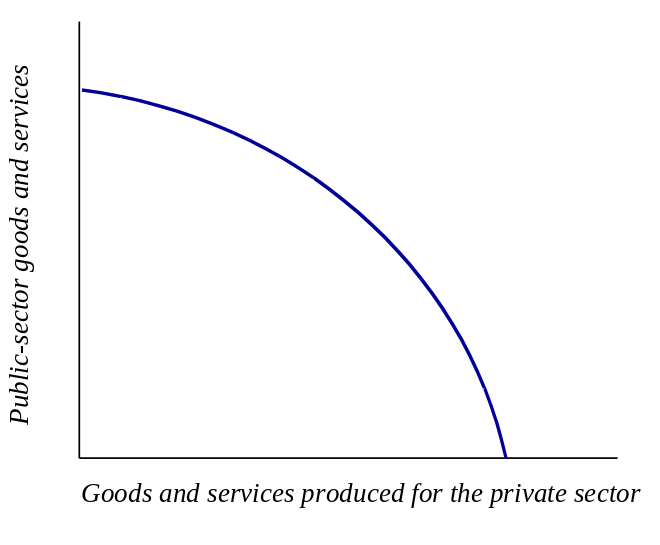 Public-sector goods and services
Goods and services produced for the private sector